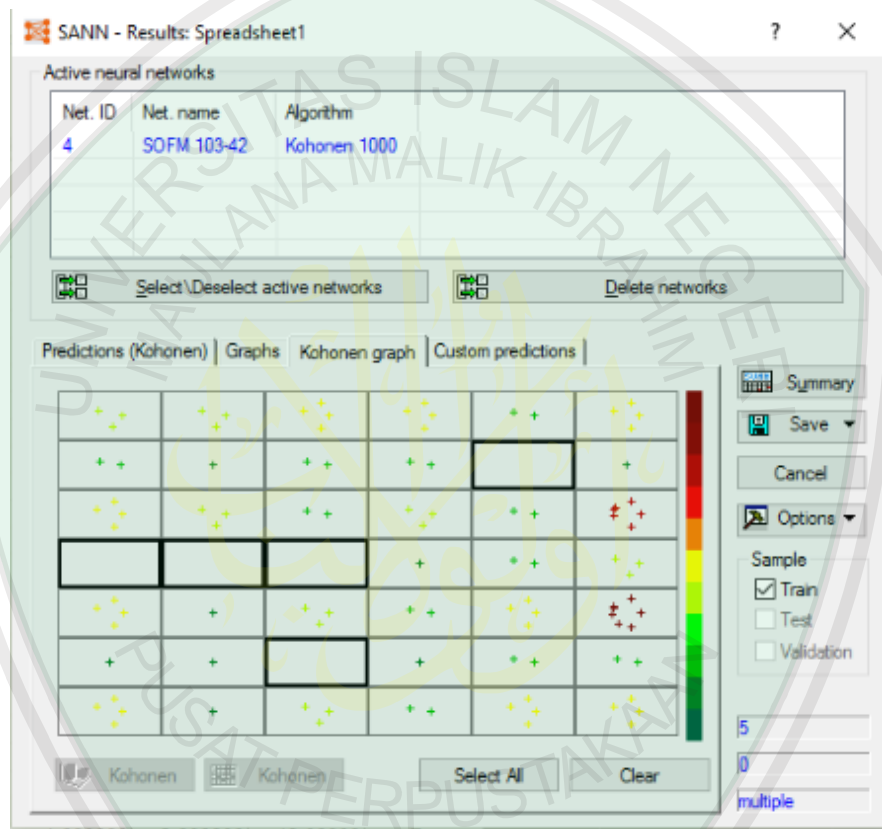 SANN - Results: Spreadsheet1 ? ×
Active neural networks
Net. ID Net. name Algorithm
4 SOFM 103-42 Kohonen 1000
Select\Deselect active networks Delete networks
Predictions (Kohonen) Graphs Kohonen graph Custom predictions
Summary
Save
Cancel
Options
Sample
Train
Test
Validation
5
0
multiple
Kohonen Kohonen Select All Clear
UNIVERSITAS ISLAM NEGERI
MAULANA MALIK IBRAHIM
PUSAT PERPUSTAKAAN